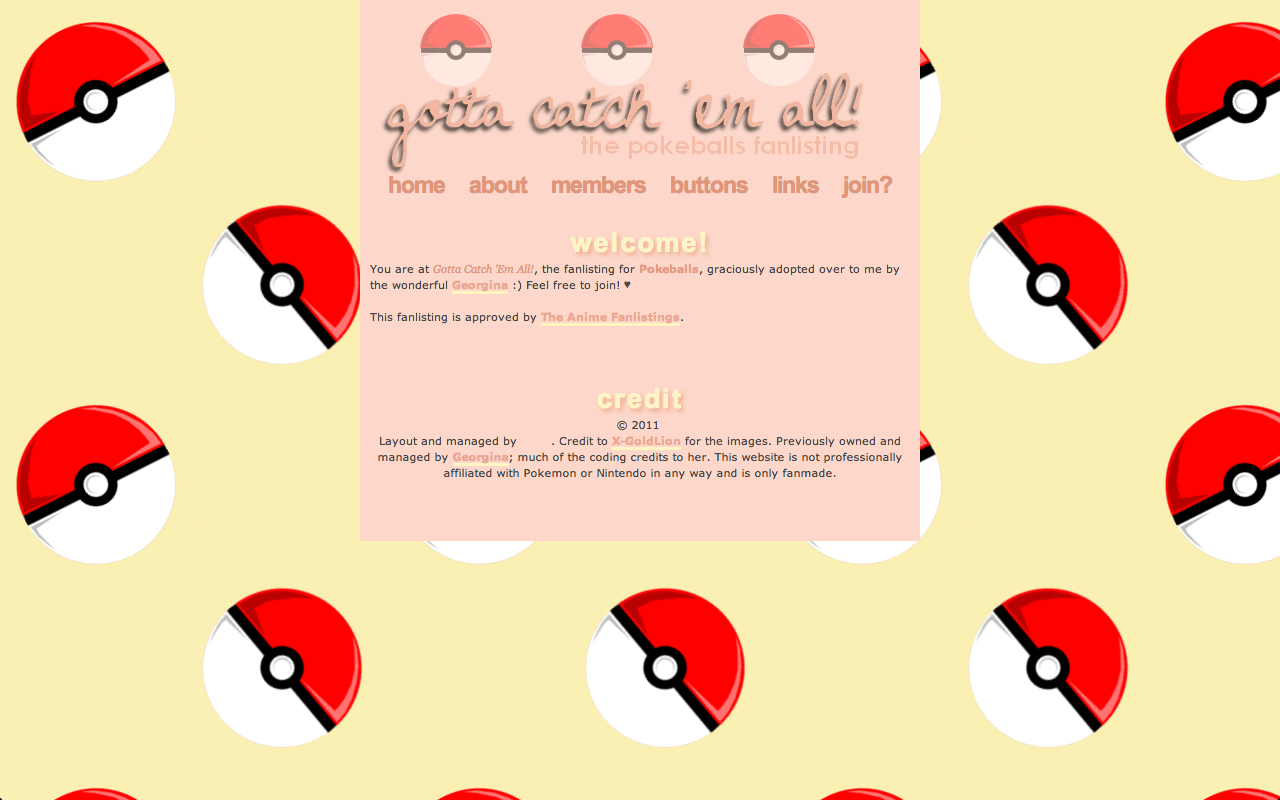 gotta catch 'em all!
the pokeballs fanlisting
home about members buttons links join?
welcome!
You are at Gotta Catch 'Em All!, the fanlisting for Pokeballs, graciously adopted over to me by
the wonderful Georgina :) Feel free to join! ♥
This fanlisting is approved by The Anime Fanlistings.
credit
© 2011
Layout and managed by . Credit to X-GoldLion for the images. Previously owned and
managed by Georgina; much of the coding credits to her. This website is not professionally
affiliated with Pokemon or Nintendo in any way and is only fanmade.